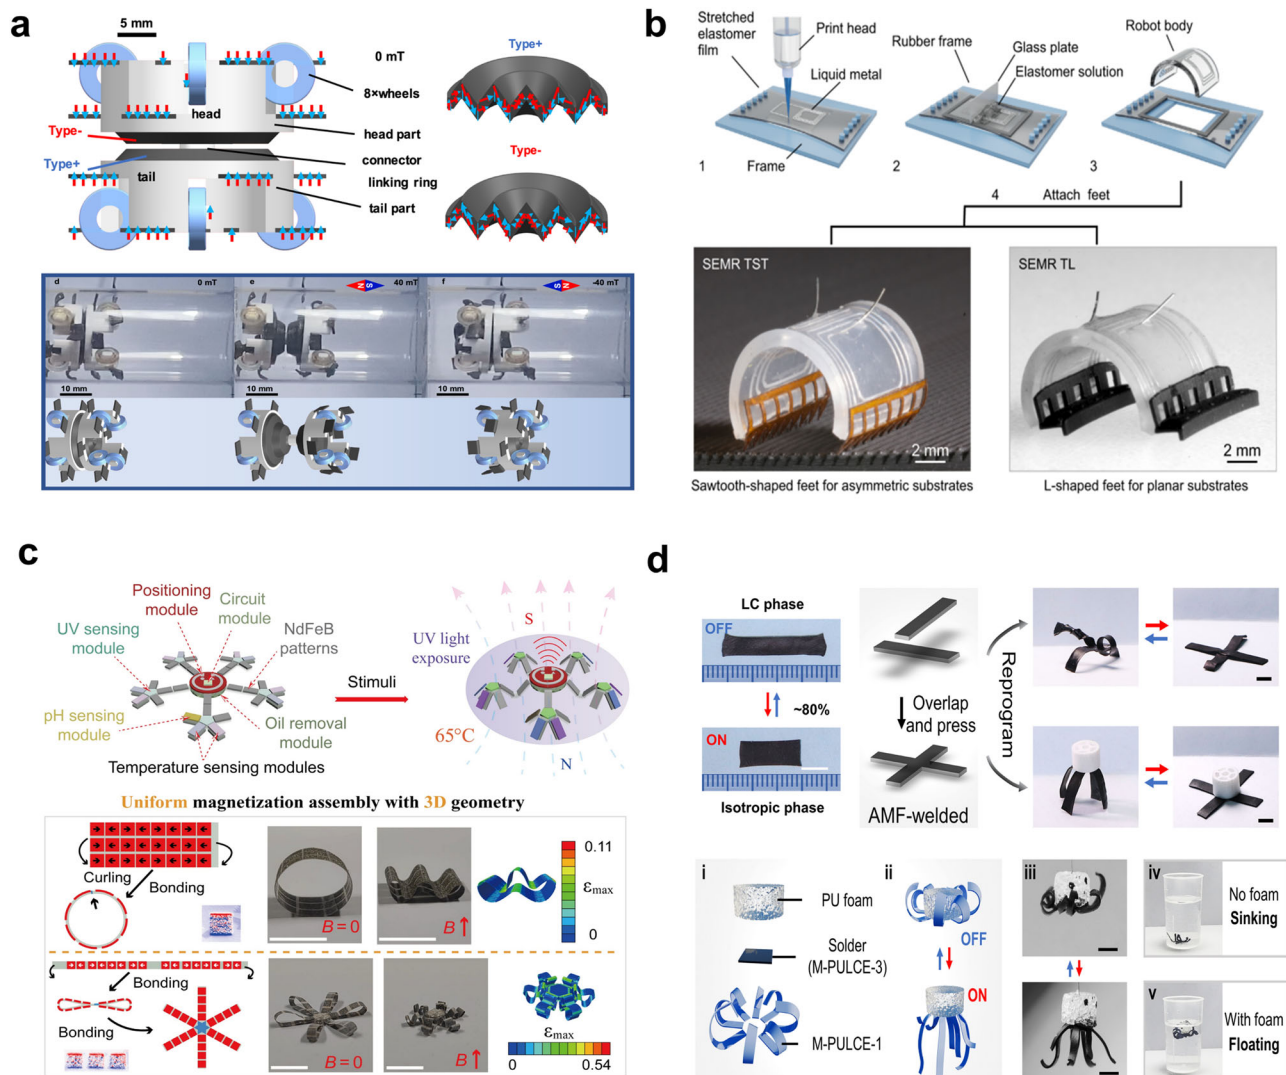 a
5 mm
0 mT
8×wheels
head
head part
Type-
connector
Type+
tail
linking ring
tail part
Type+
Type-
d
0 mT
e
N S
40 mT
f
S N
-40 mT
10 mm
10 mm
10 mm
b
Stretched
elastomer
film
Print head
Liquid metal
Frame
1
Rubber frame
Glass plate
Elastomer solution
2
Robot body
3
4
Attach feet
SEMR TST
2 mm
Sawtooth-shaped feet for asymmetric substrates
SEMR TL
2 mm
L-shaped feet for planar substrates
c
Positioning
module
Circuit
module
UV sensing
module
NdFeB
patterns
pH sensing
module
Oil removal
module
Temperature sensing modules
Stimuli
UV light
exposure
S
65°C
N
Uniform magnetization assembly with 3D geometry
Curling
Bonding
B = 0
B
0.11
εmax
0
Bonding
Bonding
B = 0
B
εmax
0
0.54
d
LC phase
OFF
~80%
ON
Isotropic phase
Overlap
and press
AMF-welded
Reprogram
i
PU foam
Solder
(M-PULCE-3)
M-PULCE-1
ii
OFF
ON
iii
iv
No foam
Sinking
v
With foam
Floating